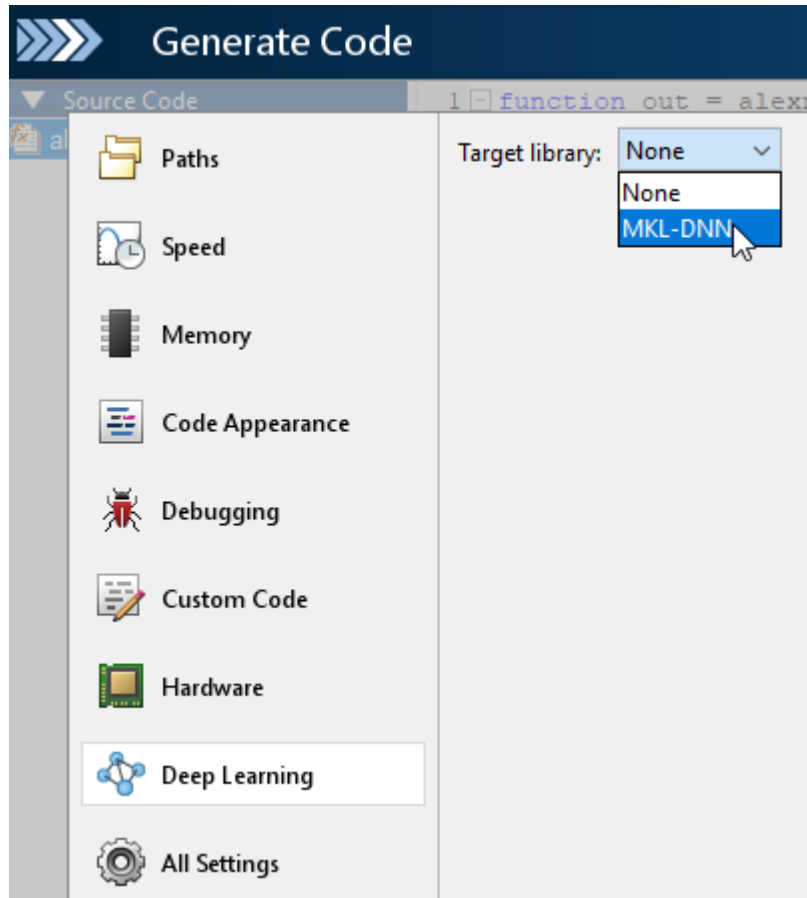 Generate Code
Source Code
1 function out = alex
Paths
Speed
Memory
Code Appearance
Debugging
Custom Code
Hardware
Deep Learning
All Settings
Target library: None
None
MKL-DNN